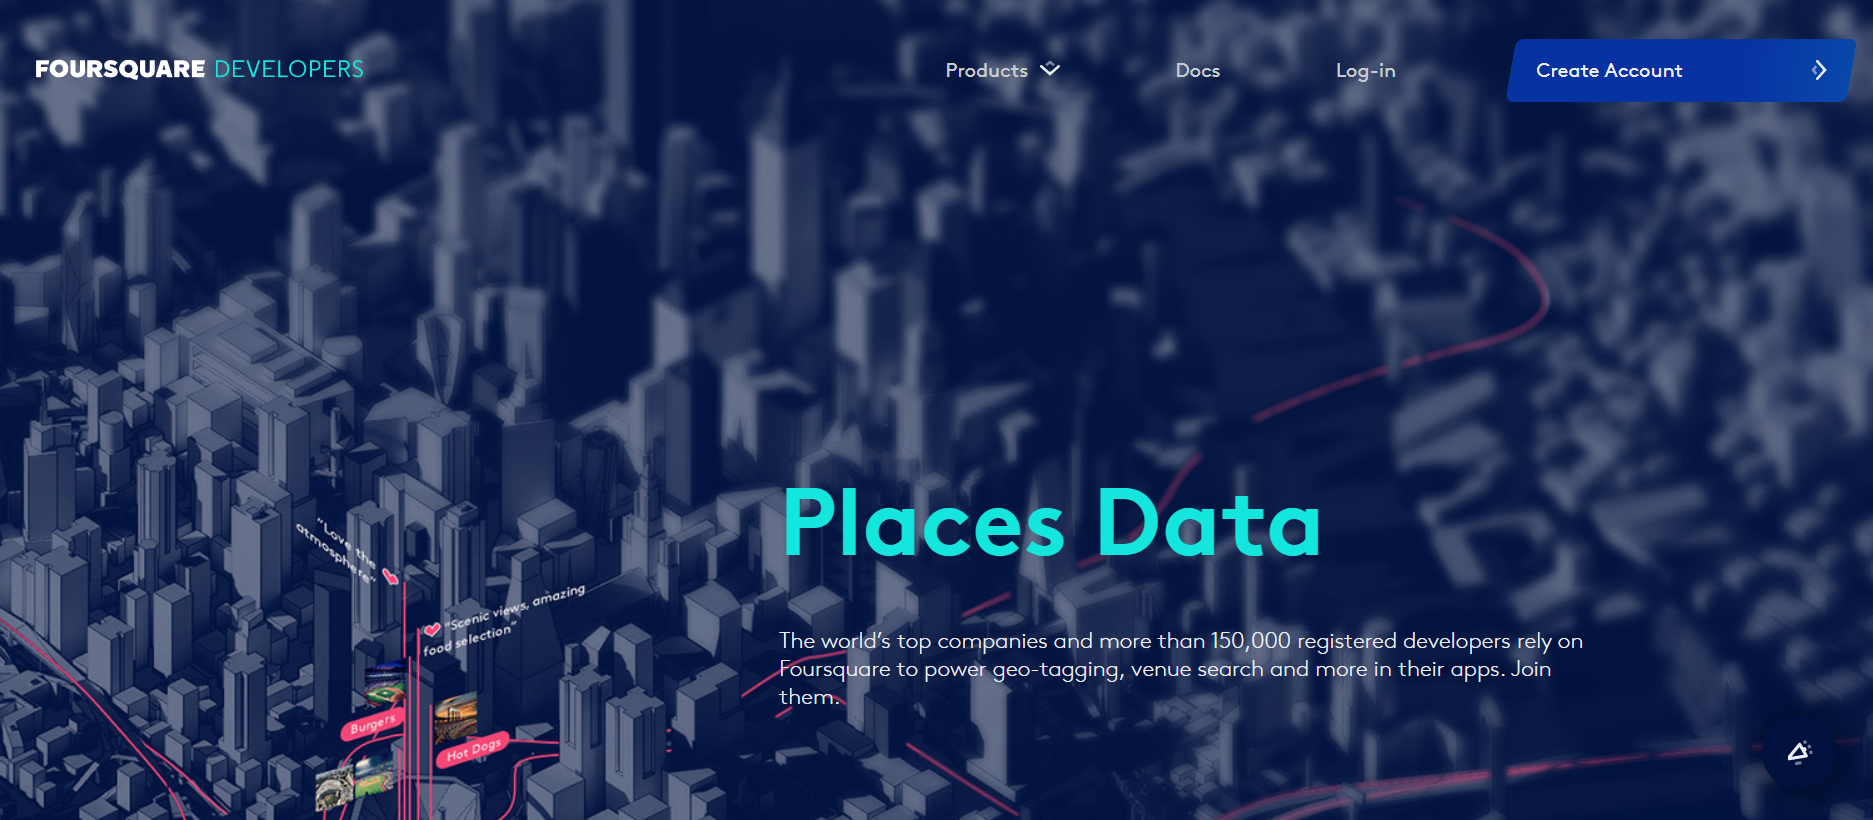 FOURSQUARE DEVELOPERS
Products
Docs
Log-in
Create Account
Places Data
The world's top companies and more than 150,000 registered developers rely on
Foursquare to power geo-tagging, venue search and more in their apps. Join
them.
"Love the
atmosphere"
"Scenic views, amazing
food selection"
Burgers
Hot Dogs